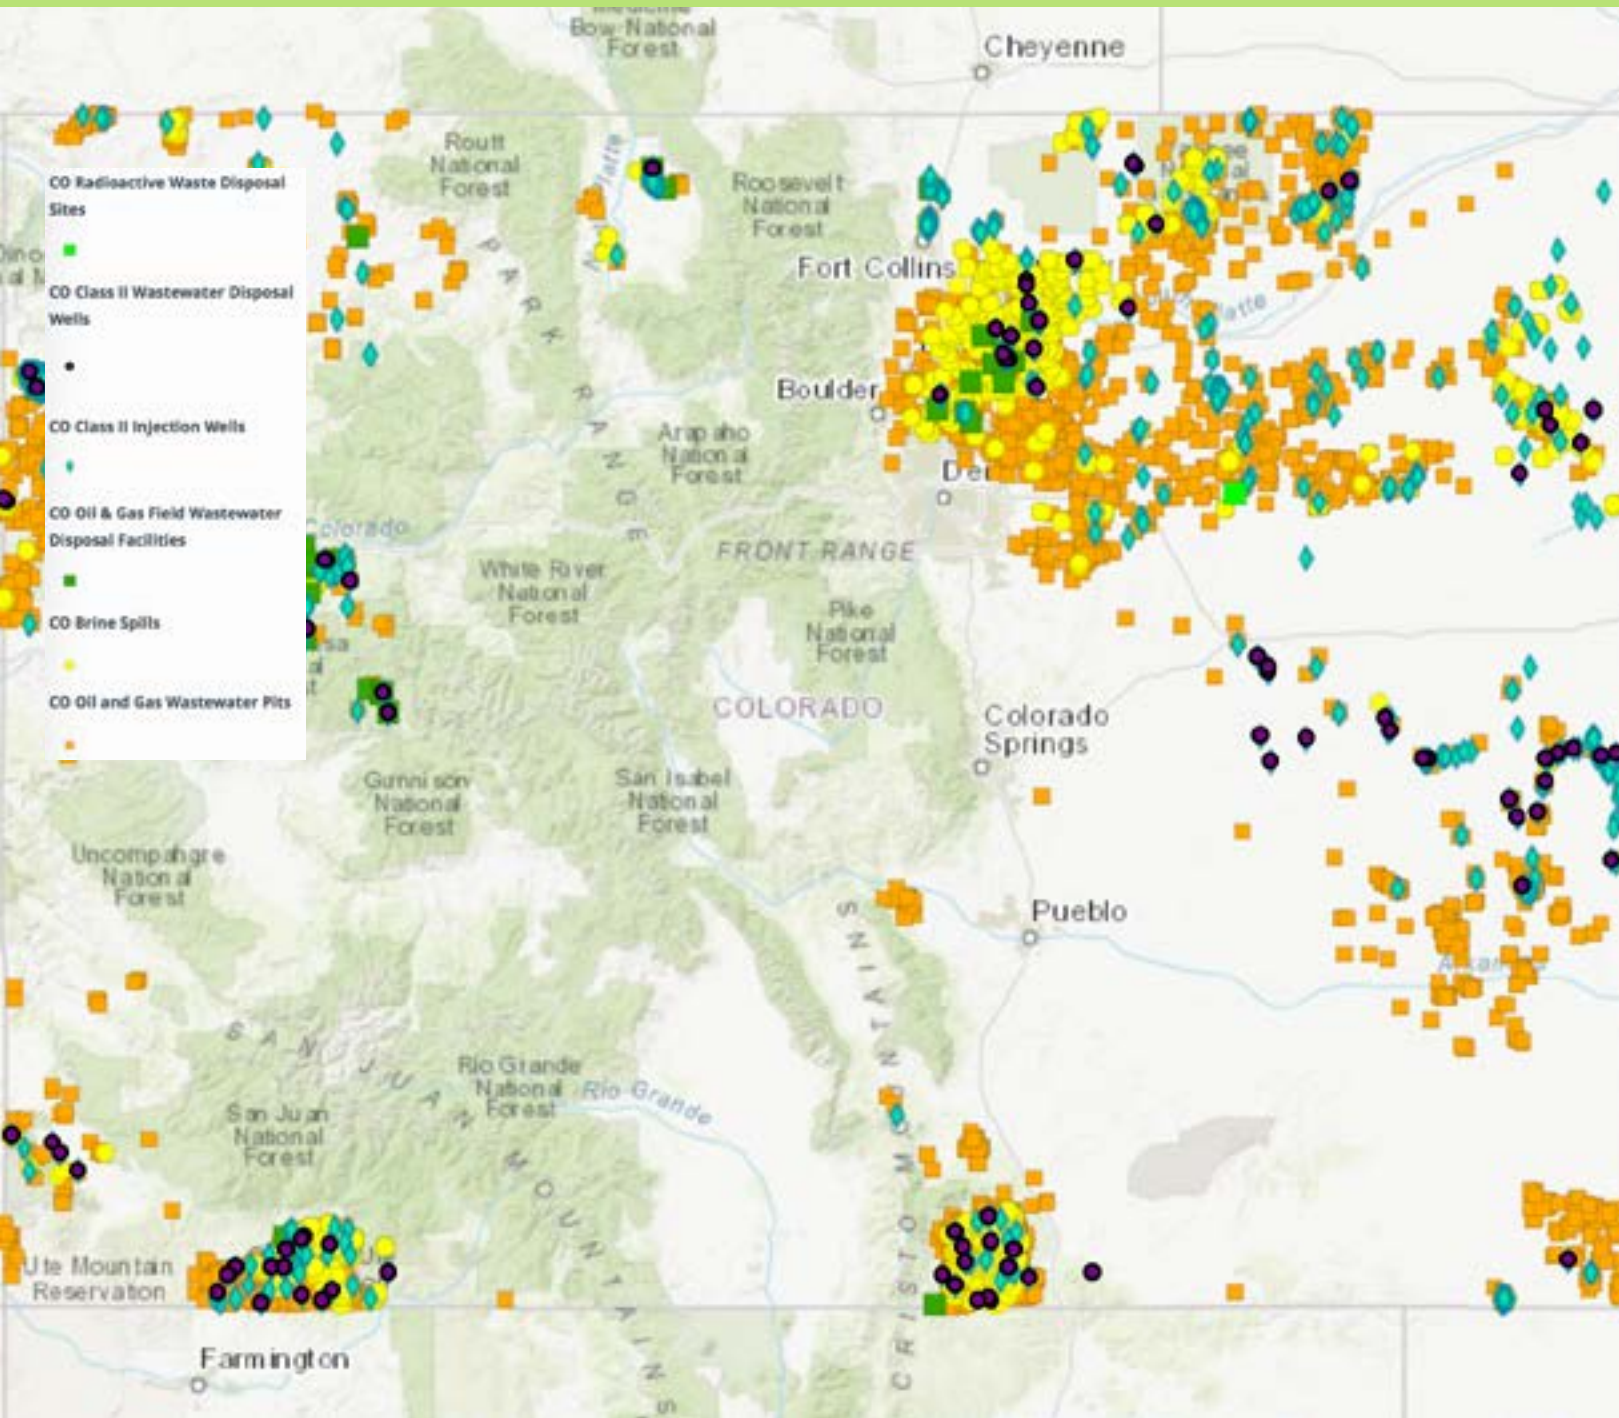 Medicine
Bow National
Forest
Cheyenne
Routt
National
Forest
Platte
Roosevelt
National
Forest
CO Radioactive Waste Disposal
Sites
CO Class II Wastewater Disposal
Wells
CO Class II Injection Wells
CO Oil & Gas Field Wastewater
Disposal Facilities
CO Brine Spills
CO Oil and Gas Wastewater Pits
PARK RANGE
Fort Collins
Platte
Boulder
Arapaho
National
Forest
Colorado
FRONT RANGE
White River
National
Forest
Pike
National
Forest
COLORADO
Colorado
Springs
Gunnison
National
Forest
San Isabel
National
Forest
Uncompahgre
National
Forest
Pueblo
SAN JUAN MOUNTAINS
Rio Grande
National
Forest
Rio Grande
San Juan
National
Forest
CRISTO
Ute Mountain
Reservation
Farmington